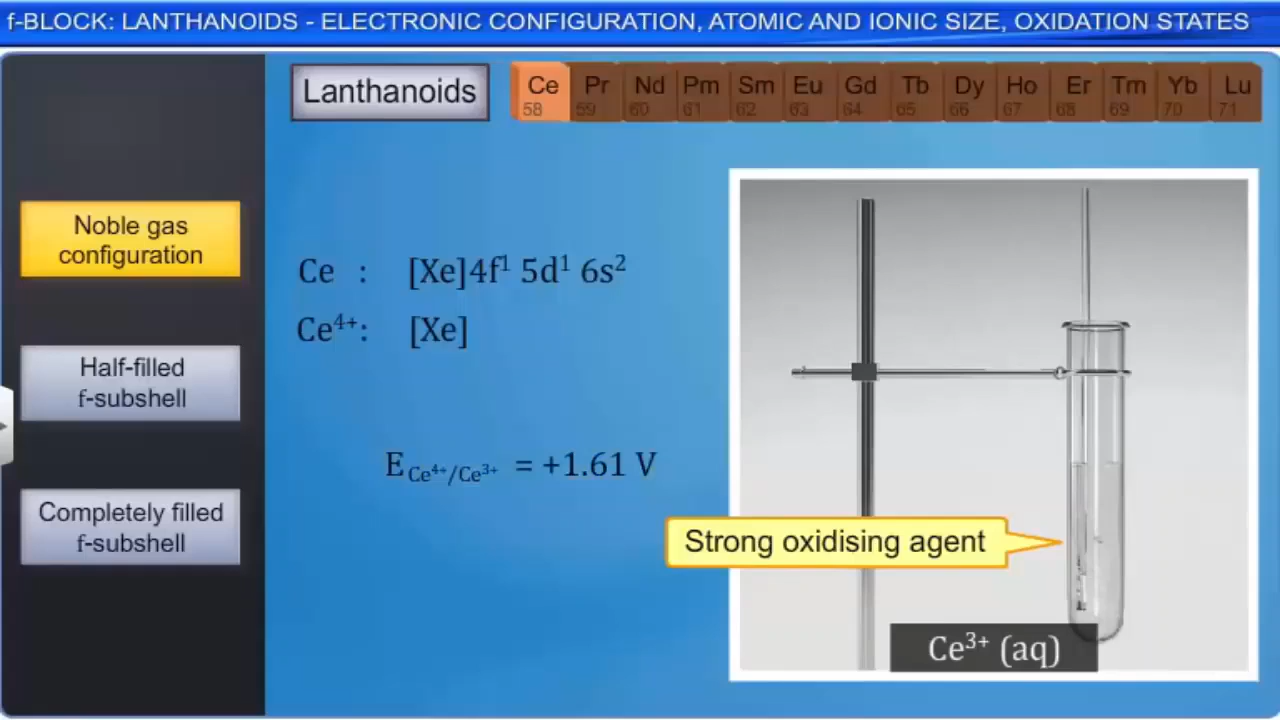 f-BLOCK: LANTHANOIDS - ELECTRONIC CONFIGURATION, ATOMIC AND IONIC SIZE, OXIDATION STATES
Lanthanoids
Ce Pr Nd Pm Sm Eu Gd Tb Dy Ho Er Tm Yb Lu
58 59 60 61 62 63 64 65 66 67 68 69 70 71
Noble gas
configuration
Half-filled
f-subshell
Completely filled
f-subshell
Ce : [Xe]4f¹ 5d¹ 6s²
Ce⁴⁺: [Xe]
E Ce⁴⁺/Ce³⁺ = +1.61 V
Strong oxidising agent
Ce³⁺ (aq)